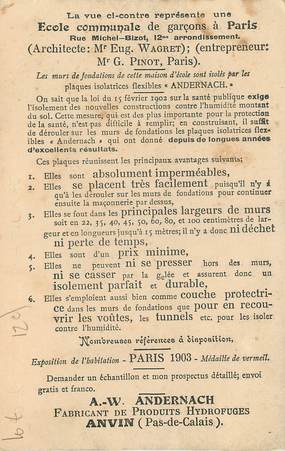 La vue ci-contre représente une
Ecole communale de garçons à Paris
Rue Michel-Bizot, 12me arrondissement.
(Architecte: Mr Eug. WAGRET); (entrepreneur:
Mr G. PINOT, Paris).
Les murs de fondations de cette maison d'école sont isolés par les
plaques isolatrices flexibles « ANDERNACH. »
On sait que la loi du 15 février 1902 sur la santé publique exige
l'isolement des nouvelles constructions contre l'humidité montant
du sol. Cette mesure, qui est des plus importante pour la protection
de la santé, n'est pas difficile à remplir; en construisant, il suffit
de dérouler sur les murs de fondations les plaques isolatrices flexi-
bles « Andernach » qui ont donné depuis de longues années
d'excellents résultats.
Ces plaques réunissent les principaux avantages suivants;
1. Elles sont absolument imperméables,
2. Elles se placent très facilement puisqu'il n'y a
qu'à les dérouler sur les murs de fondations pour continuer
ensuite la maçonnerie par dessus,
3. Elles se font dans les principales largeurs de murs
soit en 22, 35, 40, 45, 50, 60, 80, et 100 centimètres de lar-
geur et en longueurs jusqu'à 15 mètres; il n'y a donc ni déchet
ni perte de temps,
4. Elles sont d'un prix minime,
5. Elles ne peuvent ni se presser hors des murs,
ni se casser par la gelée et assurent donc un
isolement parfait et durable,
6. Elles s'emploient aussi bien comme couche protectri-
ce dans les murs de fondations que pour en recou-
vrir les voûtes, les tunnels etc. pour les isoler
contre l'humidité.
Nombreuses références à disposition,
Exposition de l'habitation - PARIS 1903 - Médaille de vermeil.
Demander un échantillon et mon prospectus détaillé; envoi
gratis et franco.
A.-W. ANDERNACH
FABRICANT DE PRODUITS HYDROFUGES
ANVIN (Pas-de-Calais).